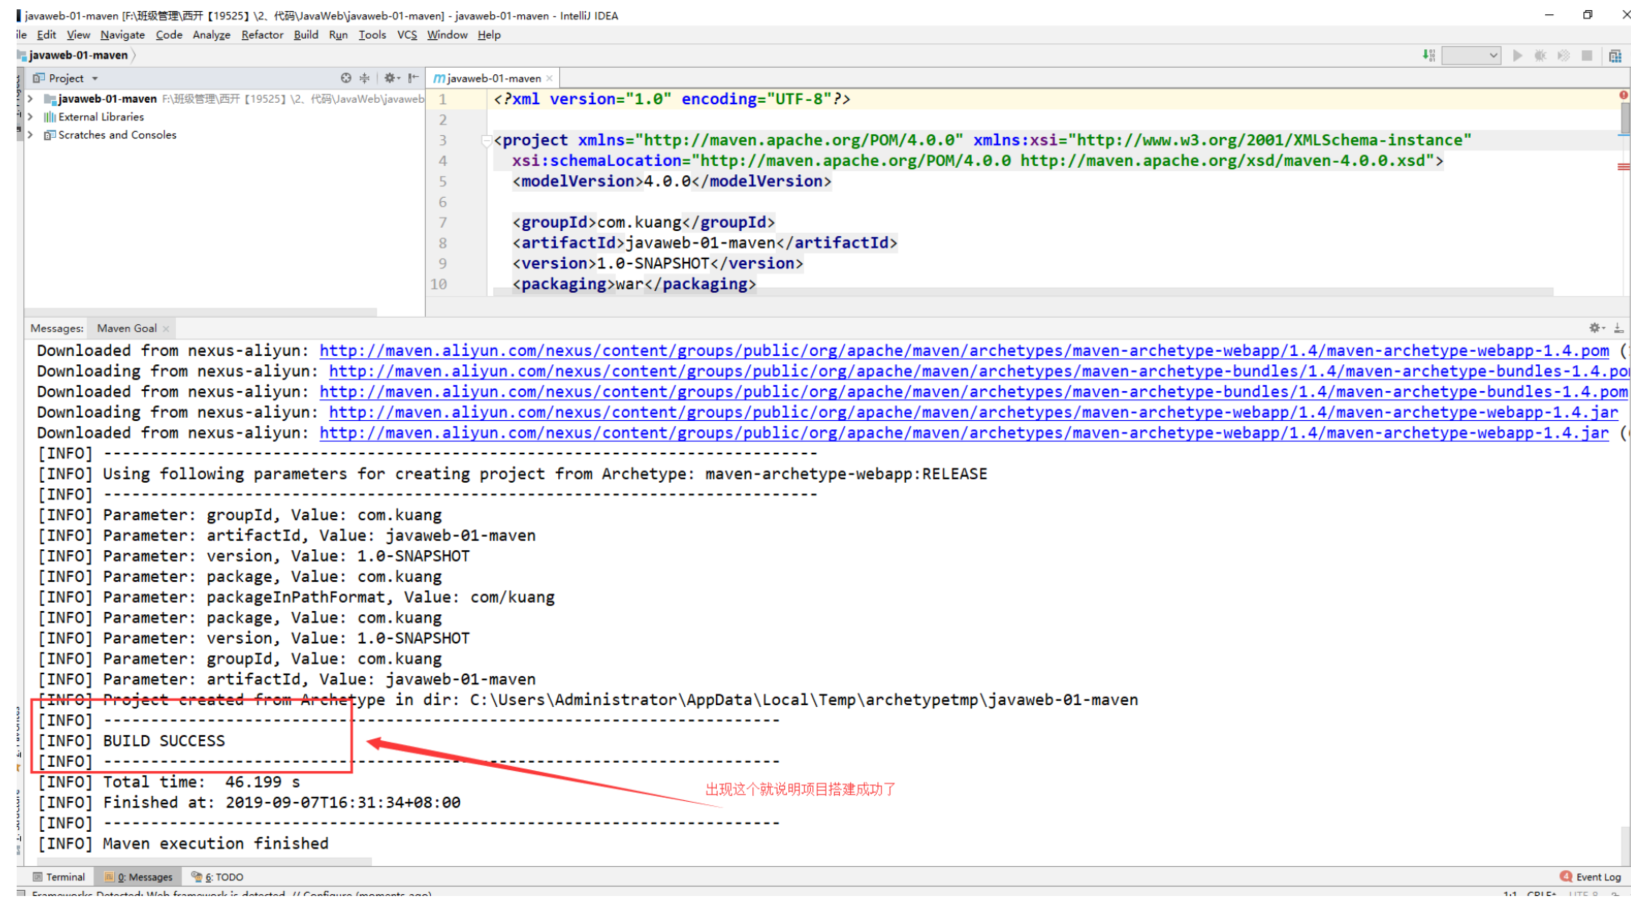 javaweb-01-maven [F:\班级管理\西开【19525】\2、代码\JavaWeb\javaweb-01-maven] - javaweb-01-maven - IntelliJ IDEA
Edit View Navigate Code Analyze Refactor Build Run Tools VCS Window Help
javaweb-01-maven
Project
javaweb-01-maven
javaweb-01-maven F:\班级管理\西开【19525】\2、代码\JavaWeb\javaweb
External Libraries
Scratches and Consoles
1 <?xml version="1.0" encoding="UTF-8"?>
2
3 <project xmlns="http://maven.apache.org/POM/4.0.0" xmlns:xsi="http://www.w3.org/2001/XMLSchema-instance"
4 xsi:schemaLocation="http://maven.apache.org/POM/4.0.0 http://maven.apache.org/xsd/maven-4.0.0.xsd">
5 <modelVersion>4.0.0</modelVersion>
6
7 <groupId>com.kuang</groupId>
8 <artifactId>javaweb-01-maven</artifactId>
9 <version>1.0-SNAPSHOT</version>
10 <packaging>war</packaging>
Messages: Maven Goal
Downloaded from nexus-aliyun: http://maven.aliyun.com/nexus/content/groups/public/org/apache/maven/archetypes/maven-archetype-webapp/1.4/maven-archetype-webapp-1.4.pom (
Downloading from nexus-aliyun: http://maven.aliyun.com/nexus/content/groups/public/org/apache/maven/archetypes/maven-archetype-bundles/1.4/maven-archetype-bundles-1.4.po
Downloaded from nexus-aliyun: http://maven.aliyun.com/nexus/content/groups/public/org/apache/maven/archetypes/maven-archetype-bundles/1.4/maven-archetype-bundles-1.4.pom
Downloading from nexus-aliyun: http://maven.aliyun.com/nexus/content/groups/public/org/apache/maven/archetypes/maven-archetype-webapp/1.4/maven-archetype-webapp-1.4.jar
Downloaded from nexus-aliyun: http://maven.aliyun.com/nexus/content/groups/public/org/apache/maven/archetypes/maven-archetype-webapp/1.4/maven-archetype-webapp-1.4.jar (
[INFO] ----------------------------------------------------------------------------
[INFO] Using following parameters for creating project from Archetype: maven-archetype-webapp:RELEASE
[INFO] ----------------------------------------------------------------------------
[INFO] Parameter: groupId, Value: com.kuang
[INFO] Parameter: artifactId, Value: javaweb-01-maven
[INFO] Parameter: version, Value: 1.0-SNAPSHOT
[INFO] Parameter: package, Value: com.kuang
[INFO] Parameter: packageInPathFormat, Value: com/kuang
[INFO] Parameter: package, Value: com.kuang
[INFO] Parameter: version, Value: 1.0-SNAPSHOT
[INFO] Parameter: groupId, Value: com.kuang
[INFO] Parameter: artifactId, Value: javaweb-01-maven
[INFO] Project created from Archetype in dir: C:\Users\Administrator\AppData\Local\Temp\archetypetmp\javaweb-01-maven
[INFO] ------------------------------------------------------------------------
[INFO] BUILD SUCCESS
[INFO] ------------------------------------------------------------------------
[INFO] Total time:  46.199 s
出现这个就说明项目搭建成功了
[INFO] Finished at: 2019-09-07T16:31:34+08:00
[INFO] ------------------------------------------------------------------------
[INFO] Maven execution finished
Terminal 0: Messages 6: TODO
Event Log
Frameworks Detected: Web framework is detected. // Configure (moments ago)
1:1 CRLF UTF-8